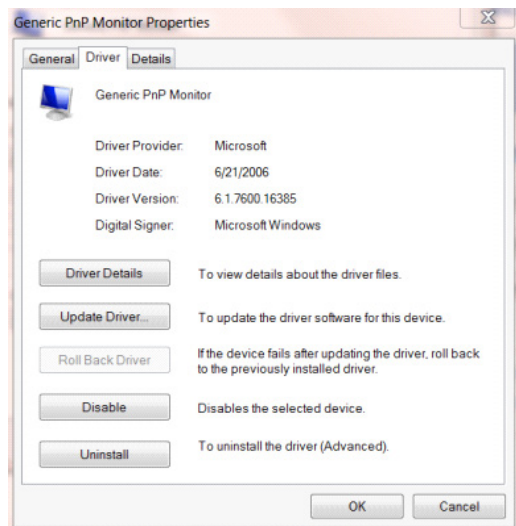 Generic PnP Monitor Properties
General Driver Details
Generic PnP Monitor
Driver Provider: Microsoft
Driver Date: 6/21/2006
Driver Version: 6.1.7600.16385
Digital Signer: Microsoft Windows
Driver Details To view details about the driver files.
Update Driver... To update the driver software for this device.
Roll Back Driver If the device fails after updating the driver, roll back
to the previously installed driver.
Disable Disables the selected device.
Uninstall To uninstall the driver (Advanced).
OK Cancel